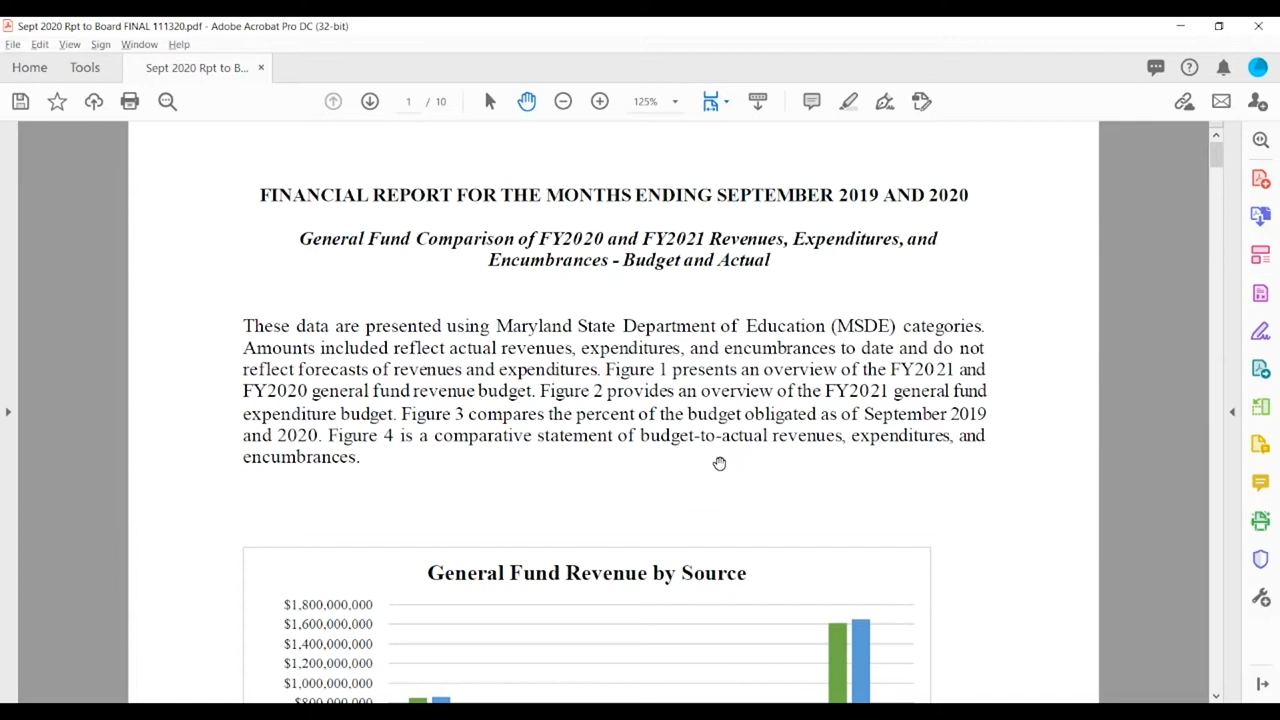 Sept 2020 Rpt to Board FINAL 111320.pdf - Adobe Acrobat Pro DC (32-bit)
File Edit View Sign Window Help
Home Tools Sept 2020 Rpt to B... ×
1 / 10 125%
FINANCIAL REPORT FOR THE MONTHS ENDING SEPTEMBER 2019 AND 2020
General Fund Comparison of FY2020 and FY2021 Revenues, Expenditures, and
Encumbrances - Budget and Actual
These data are presented using Maryland State Department of Education (MSDE) categories.
Amounts included reflect actual revenues, expenditures, and encumbrances to date and do not
reflect forecasts of revenues and expenditures. Figure 1 presents an overview of the FY2021 and
FY2020 general fund revenue budget. Figure 2 provides an overview of the FY2021 general fund
expenditure budget. Figure 3 compares the percent of the budget obligated as of September 2019
and 2020. Figure 4 is a comparative statement of budget-to-actual revenues, expenditures, and
encumbrances.
General Fund Revenue by Source
$1,800,000,000
$1,600,000,000
$1,400,000,000
$1,200,000,000
$1,000,000,000
$800,000,000